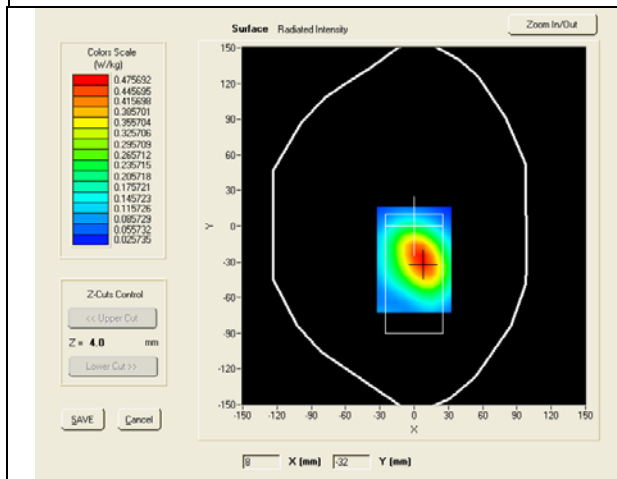 Surface Radiated Intensity
Zoom In/Out
Colors Scale
(W/kg)
0.475692
0.445695
0.415698
0.385701
0.355704
0.325706
0.295709
0.265712
0.235715
0.205718
0.175721
0.145723
0.115726
0.085729
0.055732
0.025735
Z-Cuts Control
<< Upper Cut
Z = 4.0 mm
Lower Cut >>
SAVE Cancel
150
120
90
60
30
0
-30
-60
-90
-120
-150
Y
-150 -120 -90 -60 -30 0 30 60 90 120 150
X
8 X (mm) -32 Y (mm)